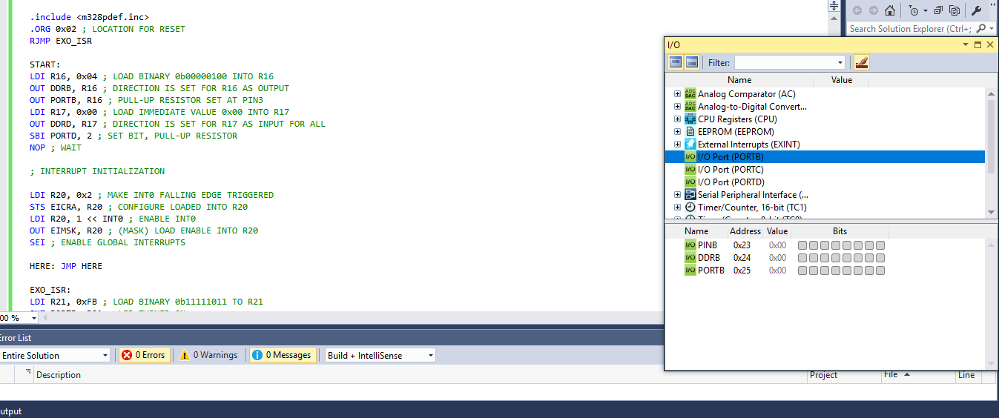 .include <m328pdef.inc>
.ORG 0x02 ; LOCATION FOR RESET
RJMP EXO_ISR
START:
LDI R16, 0x04 ; LOAD BINARY 0b00000100 INTO R16
OUT DDRB, R16 ; DIRECTION IS SET FOR R16 AS OUTPUT
OUT PORTB, R16 ; PULL-UP RESISTOR SET AT PIN3
LDI R17, 0x00 ; LOAD IMMEDIATE VALUE 0x00 INTO R17
OUT DDRD, R17 ; DIRECTION IS SET FOR R17 AS INPUT FOR ALL
SBI PORTD, 2 ; SET BIT, PULL-UP RESISTOR
NOP ; WAIT
; INTERRUPT INITIALIZATION
LDI R20, 0x2 ; MAKE INT0 FALLING EDGE TRIGGERED
STS EICRA, R20 ; CONFIGURE LOADED INTO R20
LDI R20, 1 << INT0 ; ENABLE INT0
OUT EIMSK, R20 ; (MASK) LOAD ENABLE INTO R20
SEI ; ENABLE GLOBAL INTERRUPTS
HERE: JMP HERE
EXO_ISR:
LDI R21, 0xFB ; LOAD BINARY 0b11111011 TO R21
00 %
Search Solution Explorer (Ctrl+;
I/O
Filter:
Name Value
Analog Comparator (AC)
Analog-to-Digital Convert...
CPU Registers (CPU)
EEPROM (EEPROM)
External Interrupts (EXINT)
I/O Port (PORTB)
I/O Port (PORTC)
I/O Port (PORTD)
Serial Peripheral Interface (...
Timer/Counter, 16-bit (TC1)
Name Address Value Bits
I/O PINB 0x23 0x00
I/O DDRB 0x24 0x00
I/O PORTB 0x25 0x00
Error List
Entire Solution 0 Errors 0 Warnings 0 Messages Build + IntelliSense
Description Project File Line
utput